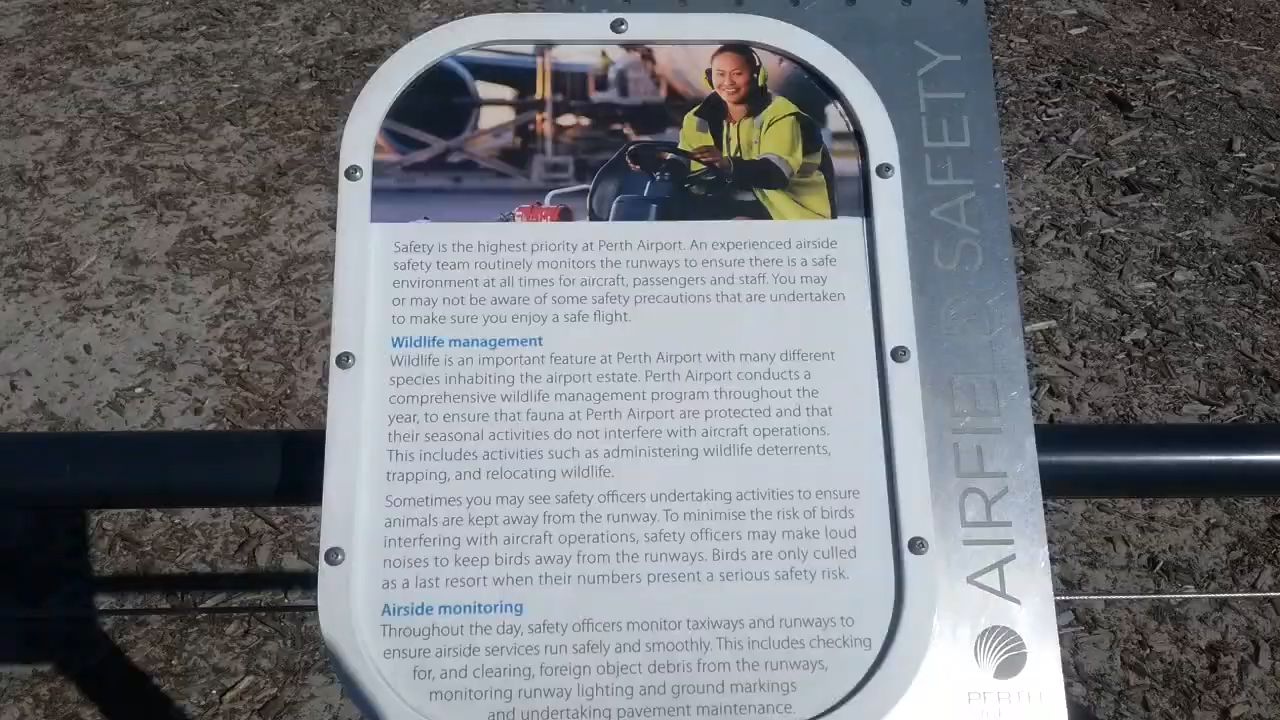 Safety is the highest priority at Perth Airport. An experienced airside
safety team routinely monitors the runways to ensure there is a safe
environment at all times for aircraft, passengers and staff. You may
or may not be aware of some safety precautions that are undertaken
to make sure you enjoy a safe flight.
Wildlife management
Wildlife is an important feature at Perth Airport with many different
species inhabiting the airport estate. Perth Airport conducts a
comprehensive wildlife management program throughout the
year, to ensure that fauna at Perth Airport are protected and that
their seasonal activities do not interfere with aircraft operations.
This includes activities such as administering wildlife deterrents,
trapping, and relocating wildlife.
Sometimes you may see safety officers undertaking activities to ensure
animals are kept away from the runway. To minimise the risk of birds
interfering with aircraft operations, safety officers may make loud
noises to keep birds away from the runways. Birds are only culled
as a last resort when their numbers present a serious safety risk.
Airside monitoring
Throughout the day, safety officers monitor taxiways and runways to
ensure airside services run safely and smoothly. This includes checking
for, and clearing, foreign object debris from the runways,
monitoring runway lighting and ground markings
and undertaking pavement maintenance.
AIRFIELD SAFETY
PERTH